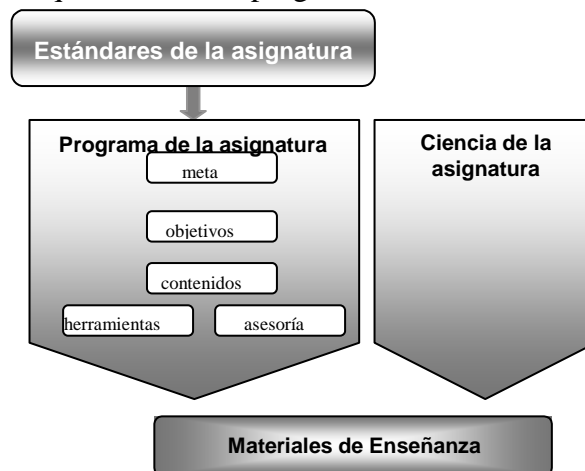 Estándares de la asignatura
Programa de la asignatura
meta
objetivos
contenidos
herramientas
asesoría
Ciencia de la
asignatura
Materiales de Enseñanza